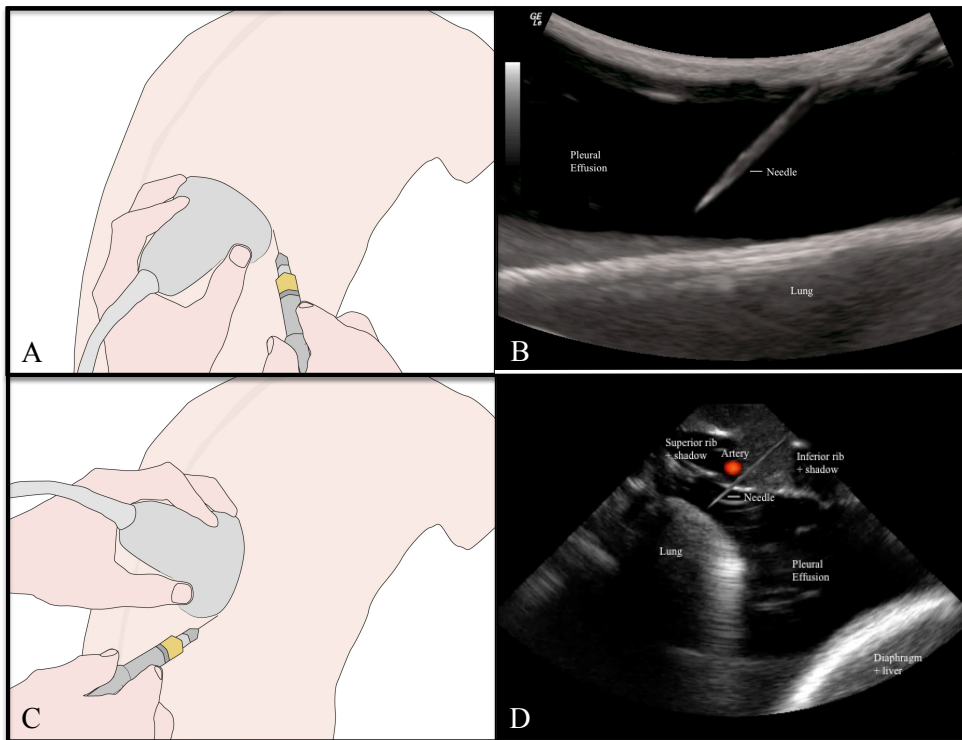 A
GE
Le
Pleural
Effusion
Needle
Lung
B
C
Superior rib
+ shadow
Artery
Inferior rib
+ shadow
Needle
Lung
Pleural
Effusion
Diaphragm
+ liver
D